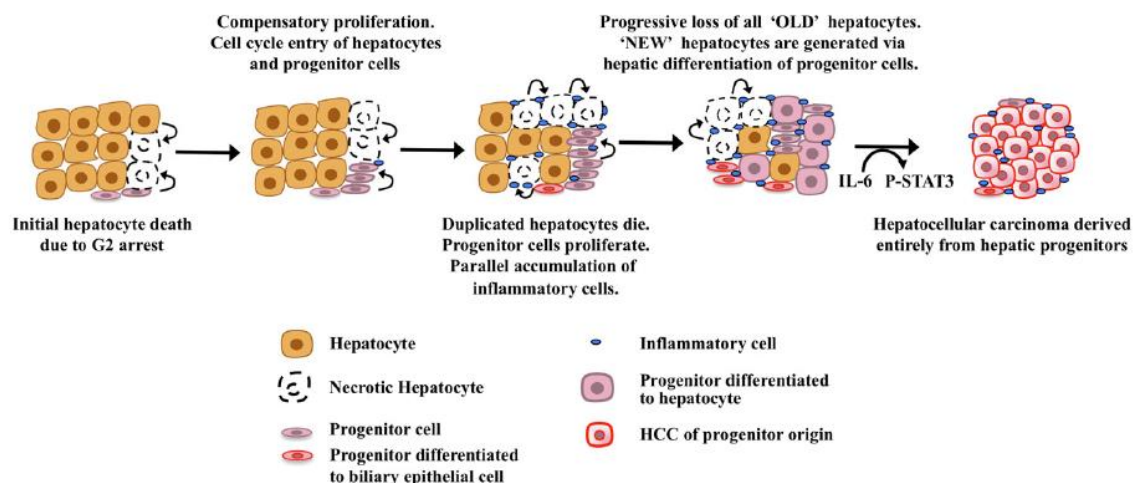 Compensatory proliferation.
Cell cycle entry of hepatocytes
and progenitor cells
Progressive loss of all ‘OLD’ hepatocytes.
‘NEW’ hepatocytes are generated via
hepatic differentiation of progenitor cells.
IL-6 P-STAT3
Initial hepatocyte death
due to G2 arrest
Duplicated hepatocytes die.
Progenitor cells proliferate.
Parallel accumulation of
inflammatory cells.
Hepatocellular carcinoma derived
entirely from hepatic progenitors
Hepatocyte
Necrotic Hepatocyte
Progenitor cell
Progenitor differentiated
to biliary epithelial cell
Inflammatory cell
Progenitor differentiated
to hepatocyte
HCC of progenitor origin